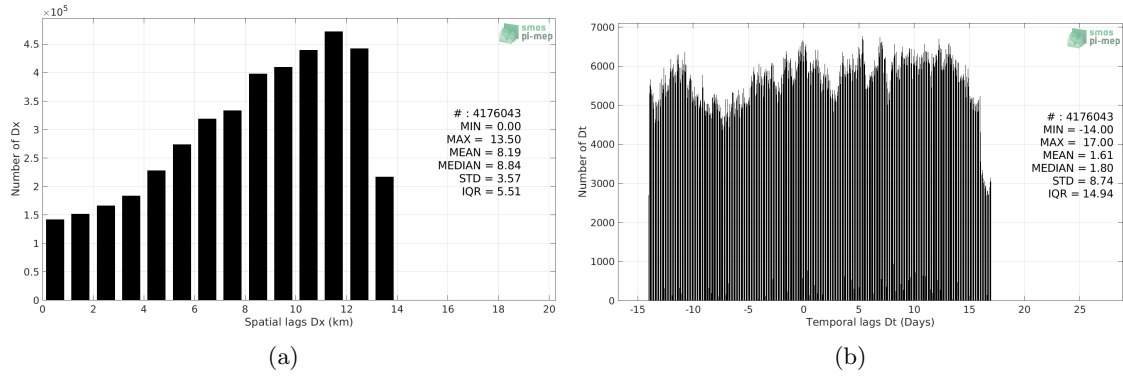 ×10^5
4.5
4
3.5
3
2.5
2
1.5
1
0.5
0
0 2 4 6 8 10 12 14 16 18 20
Number of Dx
Spatial lags Dx (km)
smos
pi-mep
# : 4176043
MIN = 0.00
MAX = 13.50
MEAN = 8.19
MEDIAN = 8.84
STD = 3.57
IQR = 5.51
(a)
7000
6000
5000
4000
3000
2000
1000
0
-15 -10 -5 0 5 10 15 20 25
Number of Dt
Temporal lags Dt (Days)
smos
pi-mep
# : 4176043
MIN = -14.00
MAX = 17.00
MEAN = 1.61
MEDIAN = 1.80
STD = 8.74
IQR = 14.94
(b)